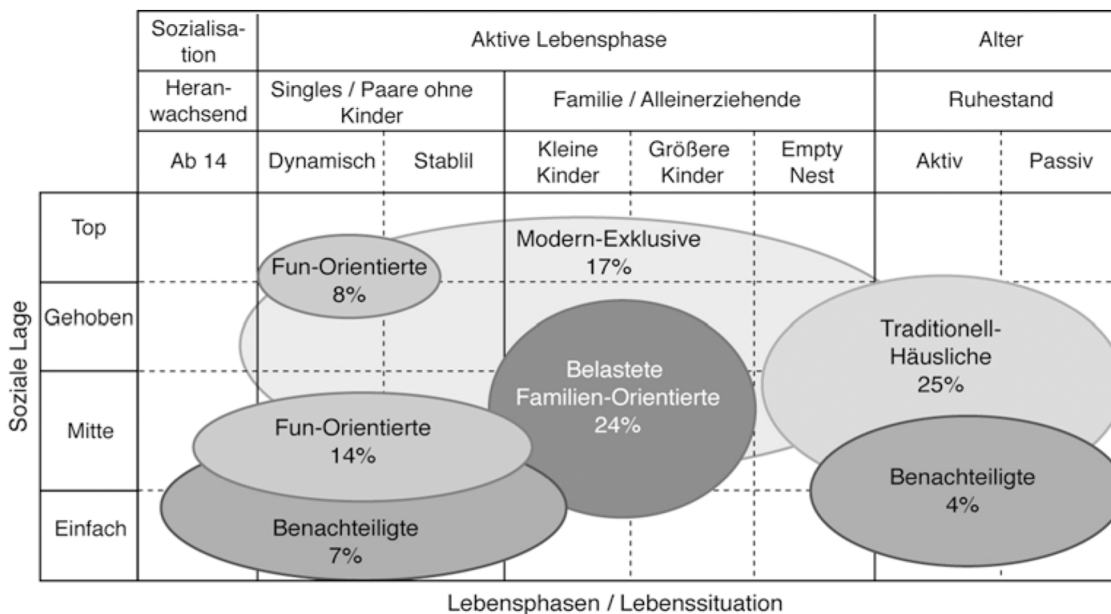 Sozialisa-
tion
Aktive Lebensphase
Alter
Heran-
wachsend
Singles / Paare ohne
Kinder
Familie / Alleinerziehende
Ruhestand
Ab 14
Dynamisch
Stablil
Kleine
Kinder
Größere
Kinder
Empty
Nest
Aktiv
Passiv
Soziale Lage
Top
Gehoben
Mitte
Einfach
Modern-Exklusive
17%
Fun-Orientierte
8%
Traditionell-
Häusliche
25%
Belastete
Familien-Orientierte
24%
Fun-Orientierte
14%
Benachteiligte
7%
Benachteiligte
4%
Lebensphasen / Lebenssituation